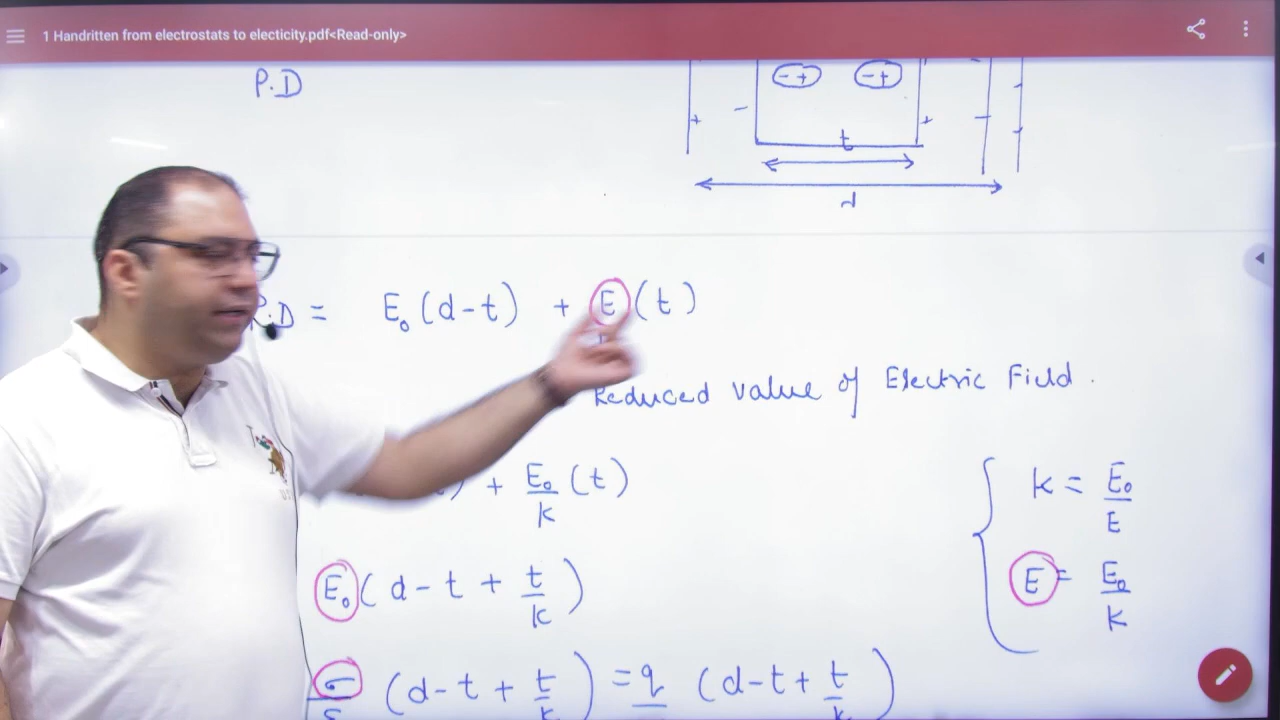 1 Handritten from electrostats to electicity.pdf<Read-only>
P.D
- + - +
+ - + - -
t
d
P.D = E₀(d-t) + E(t)
Reduced value of Electric Field.
) + E₀/k (t)
k = E₀/E
E₀(d-t + t/k)
E = E₀/k
σ (d-t + t/k) = q (d-t + t/k)